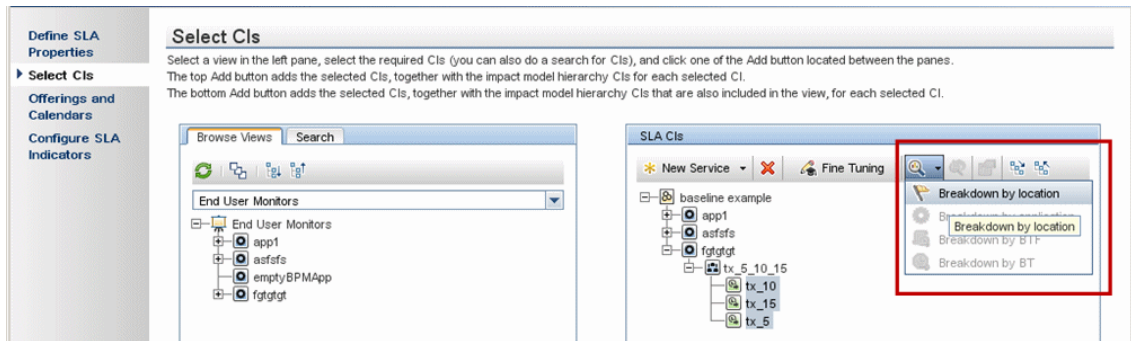 Define SLA
Properties
Select CIs
Offerings and
Calendars
Configure SLA
Indicators
Select CIs
Select a view in the left pane, select the required CIs (you can also do a search for CIs), and click one of the Add button located between the panes.
The top Add button adds the selected CIs, together with the impact model hierarchy CIs for each selected CI.
The bottom Add button adds the selected CIs, together with the impact model hierarchy CIs that are also included in the view, for each selected CI.
Browse Views
Search
End User Monitors
End User Monitors
app1
asfsfs
emptyBPMApp
fgtgtgt
SLA CIs
New Service
Fine Tuning
baseline example
app1
asfsfs
fgtgtgt
tx_5_10_15
tx_10
tx_15
tx_5
Breakdown by location
Breakdown by location
Breakdown by BTF
Breakdown by BT